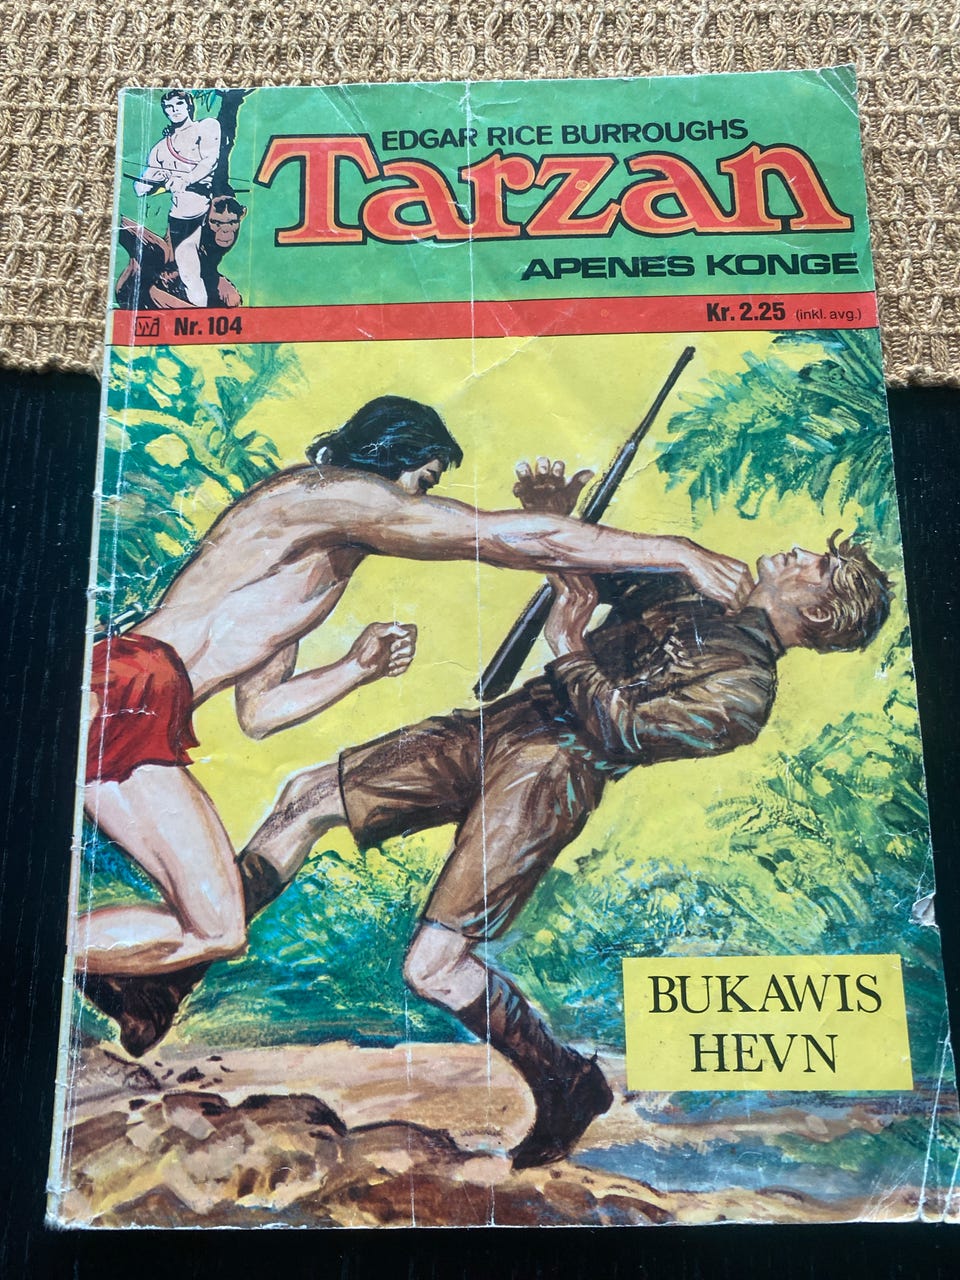 EDGAR RICE BURROUGHS
Tarzan
APENES KONGE
Nr. 104
Kr. 2.25 (inkl. avg.)
BUKAWIS
HEVN